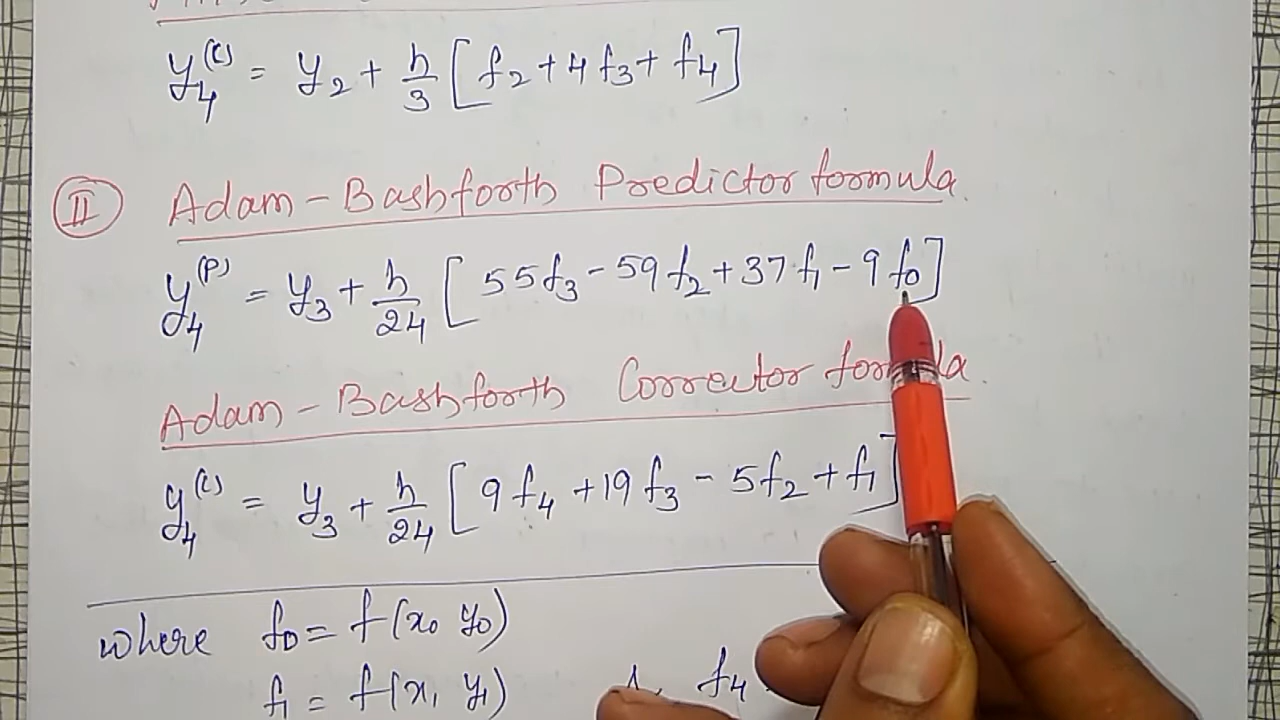 y₄⁽ᶜ⁾ = y₂ + h/3 [f₂ + 4f₃ + f₄]
II Adam - Bashforth Predictor formula.
y₄⁽ᵖ⁾ = y₃ + h/24 [55f₃ - 59f₂ + 37f₁ - 9f₀]
Adam - Bashforth Corrector formula.
y₄⁽ᶜ⁾ = y₃ + h/24 [9f₄ + 19f₃ - 5f₂ + f₁]
where f₀ = f(x₀ y₀)
f₁ = f(x₁ y₁) f₄